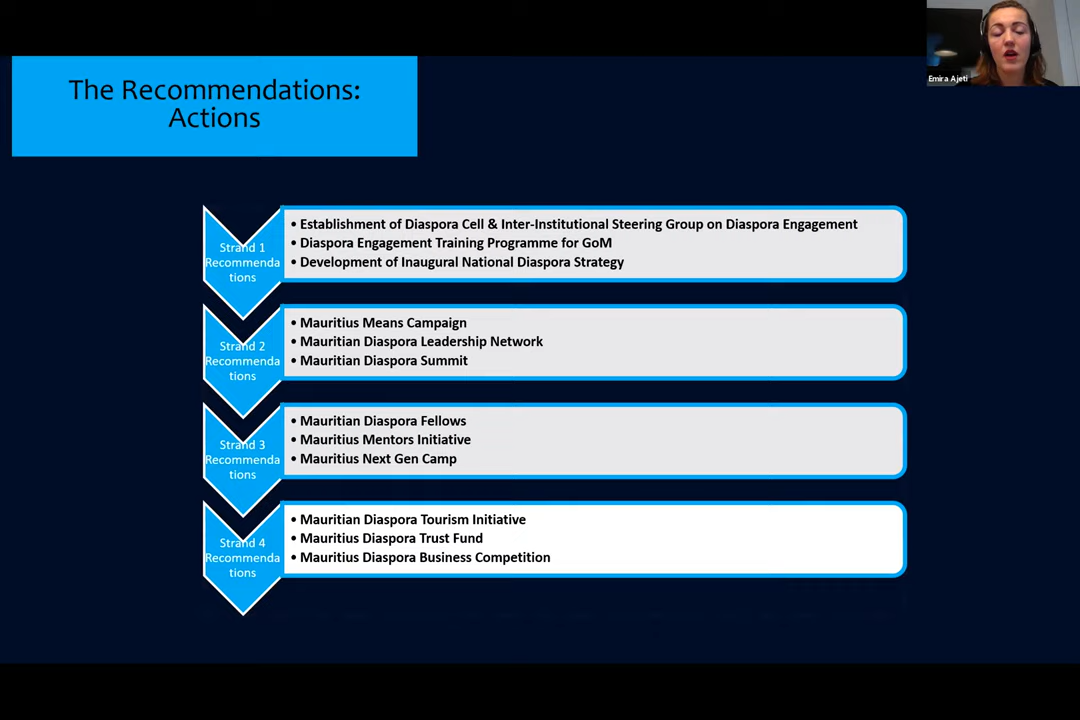 Emira Ajeti
The Recommendations:
Actions
Strand 1
Recommenda
tions
• Establishment of Diaspora Cell & Inter-Institutional Steering Group on Diaspora Engagement
• Diaspora Engagement Training Programme for GoM
• Development of Inaugural National Diaspora Strategy
Strand 2
Recommenda
tions
• Mauritius Means Campaign
• Mauritian Diaspora Leadership Network
• Mauritian Diaspora Summit
Strand 3
Recommenda
tions
• Mauritian Diaspora Fellows
• Mauritius Mentors Initiative
• Mauritius Next Gen Camp
Strand 4
Recommenda
tions
• Mauritian Diaspora Tourism Initiative
• Mauritius Diaspora Trust Fund
• Mauritius Diaspora Business Competition